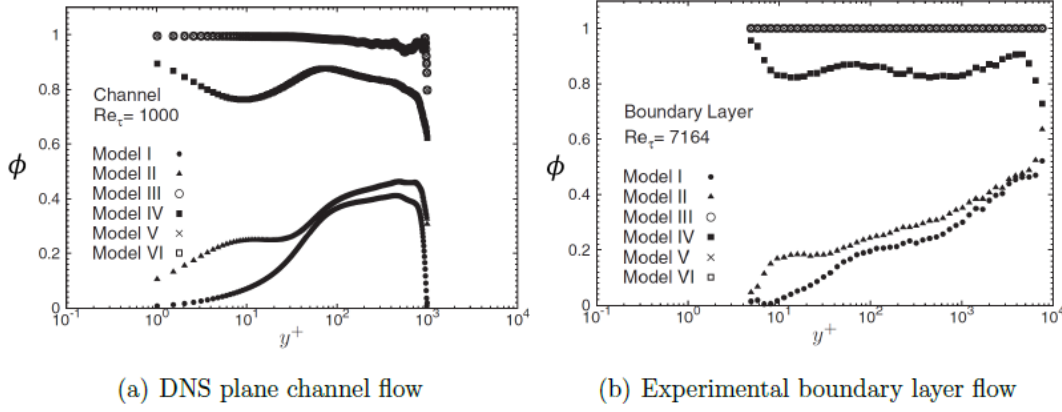 1
0.8
0.6
ϕ
0.4
0.2
0
Channel
Re_τ = 1000
Model I
Model II
Model III
Model IV
Model V
Model VI
10^-1
10^0
10^1
10^2
10^3
10^4
y^+
(a) DNS plane channel flow
1
0.8
0.6
ϕ
0.4
0.2
0
Boundary Layer
Re_τ= 7164
Model I
Model II
Model III
Model IV
Model V
Model VI
10^-1
10^0
10^1
10^2
10^3
10^4
y^+
(b) Experimental boundary layer flow